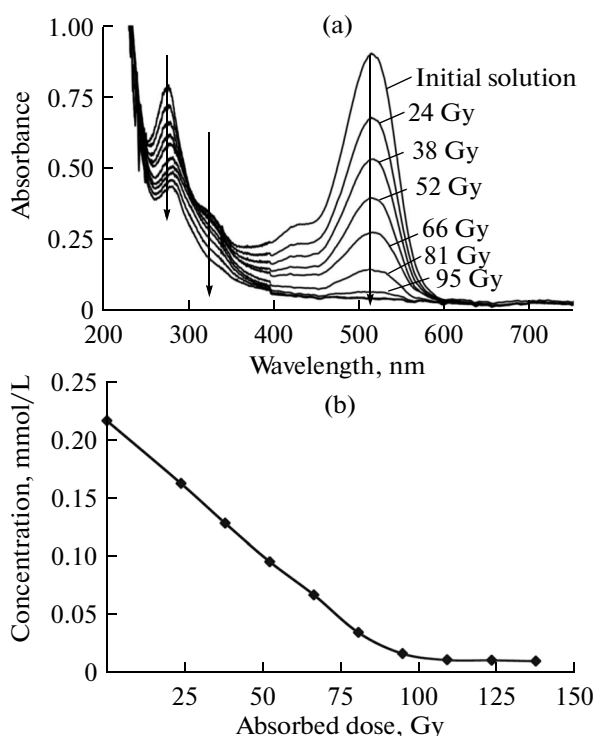 (a)
1.00
0.75
0.50
0.25
0
Absorbance
Initial solution
24 Gy
38 Gy
52 Gy
66 Gy
81 Gy
95 Gy
200 300 400 500 600 700
Wavelength, nm
(b)
0.25
0.20
0.15
0.10
0.05
0
Concentration, mmol/L
25 50 75 100 125 150
Absorbed dose, Gy